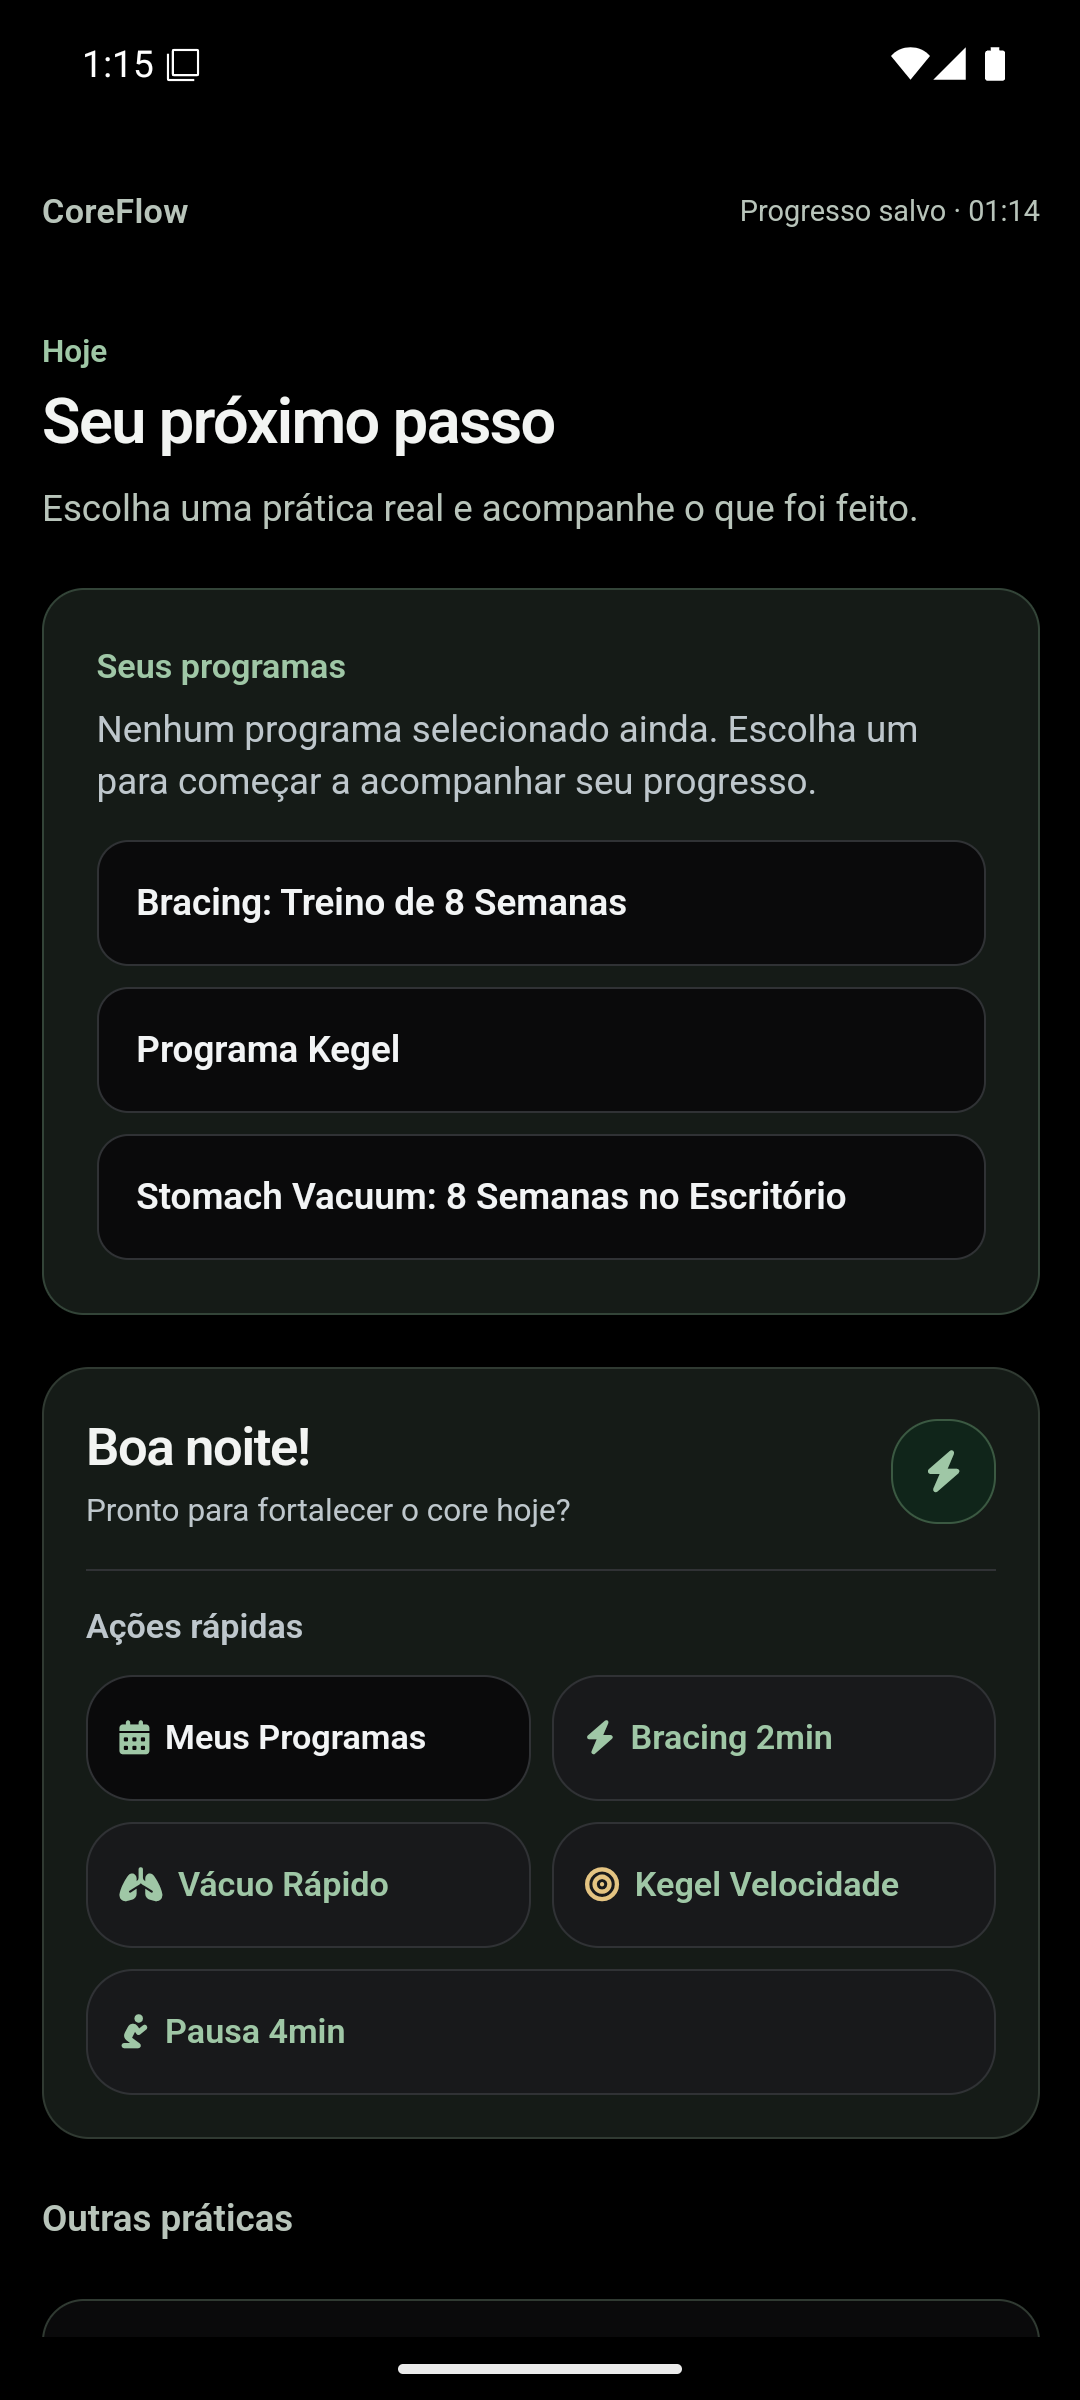 1:15
CoreFlow
Progresso salvo · 01:14
Hoje
Seu próximo passo
Escolha uma prática real e acompanhe o que foi feito.
Seus programas
Nenhum programa selecionado ainda. Escolha um
para começar a acompanhar seu progresso.
Bracing: Treino de 8 Semanas
Programa Kegel
Stomach Vacuum: 8 Semanas no Escritório
Boa noite!
Pronto para fortalecer o core hoje?
Ações rápidas
Meus Programas
Bracing 2min
Vácuo Rápido
Kegel Velocidade
Pausa 4min
Outras práticas